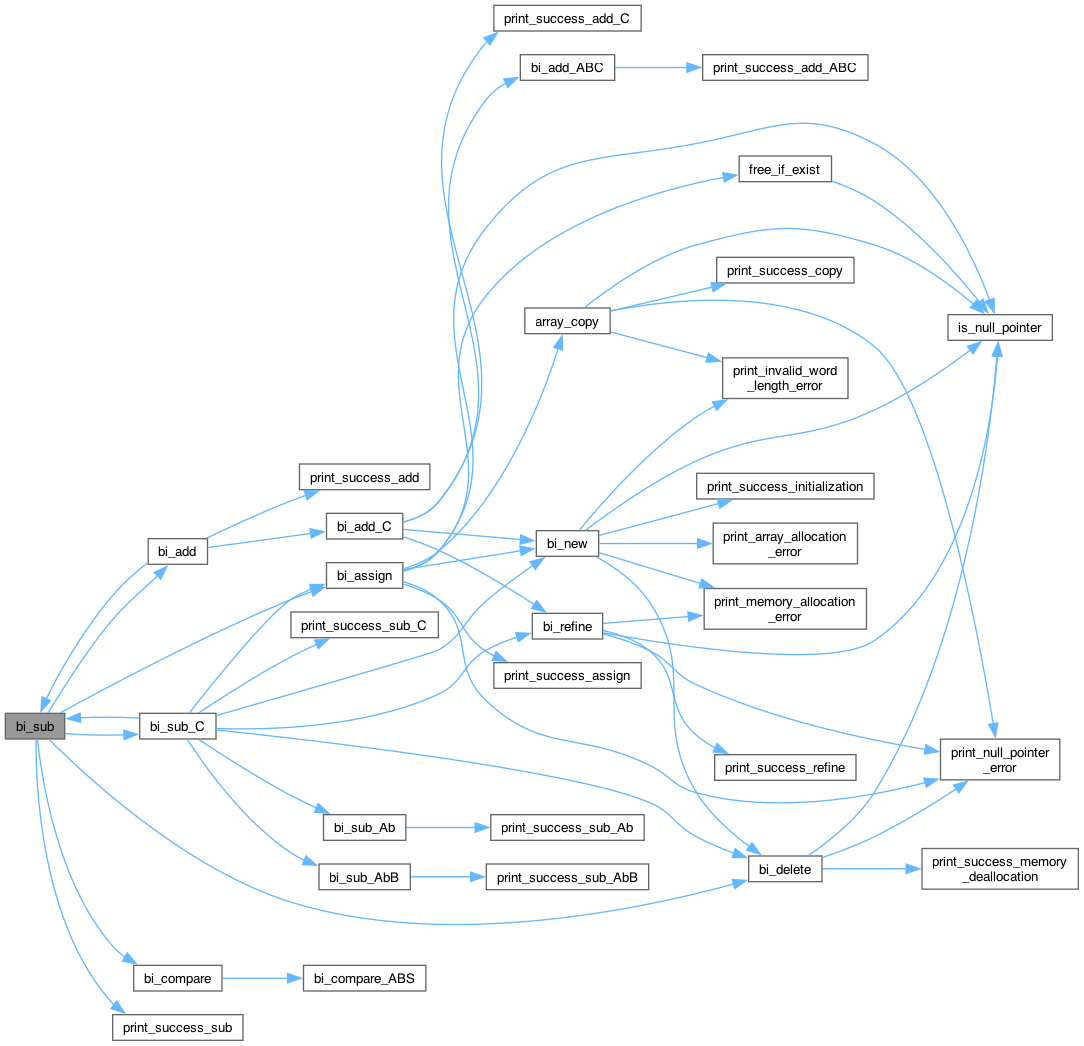 print_success_add_C
bi_add_ABC
print_success_add_ABC
free_if_exist
print_success_copy
array_copy
is_null_pointer
print_invalid_word
_length_error
print_success_add
print_success_initialization
bi_add_C
bi_add
bi_new
print_array_allocation
_error
bi_assign
print_memory_allocation
_error
print_success_sub_C
bi_refine
print_success_assign
bi_sub
bi_sub_C
print_success_refine
print_null_pointer
_error
bi_sub_Ab
print_success_sub_Ab
bi_sub_AbB
print_success_sub_AbB
bi_delete
print_success_memory
_deallocation
bi_compare
bi_compare_ABS
print_success_sub